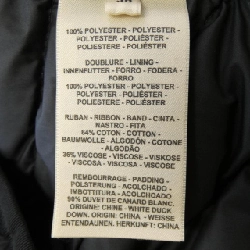 100% POLYESTER - POLYESTER -
POLYESTER - POLIÉSTER -
POLIESTERE - POLIÉSTER
DOUBLURE - LINING -
INNENFUTTER - FORRO - FODERA -
FORRO
100% POLYESTER - POLYESTER -
POLYESTER - POLIÉSTER -
POLIESTERE - POLIÉSTER
RUBAN - RIBBON - BAND - CINTA -
NASTRO - FITA
64% COTON - COTTON -
BAUMWOLLE - ALGODÓN - COTONE
- ALGODÃO
36% VISCOSE - VISCOSE - VISKOSE
- VISCOSA - VISCOSA - VISCOSE
REMBOURRAGE - PADDING -
POLSTERUNG - ACOLCHADO -
IMBOTTITURA - ACOLCHOADO
90% DUVET DE CANARD BLANC.
ORIGINE: CHINE - WHITE DUCK
DOWN. ORIGIN: CHINA - WEISSE
ENTENDAUNEN. HERKUNFT: CHINA